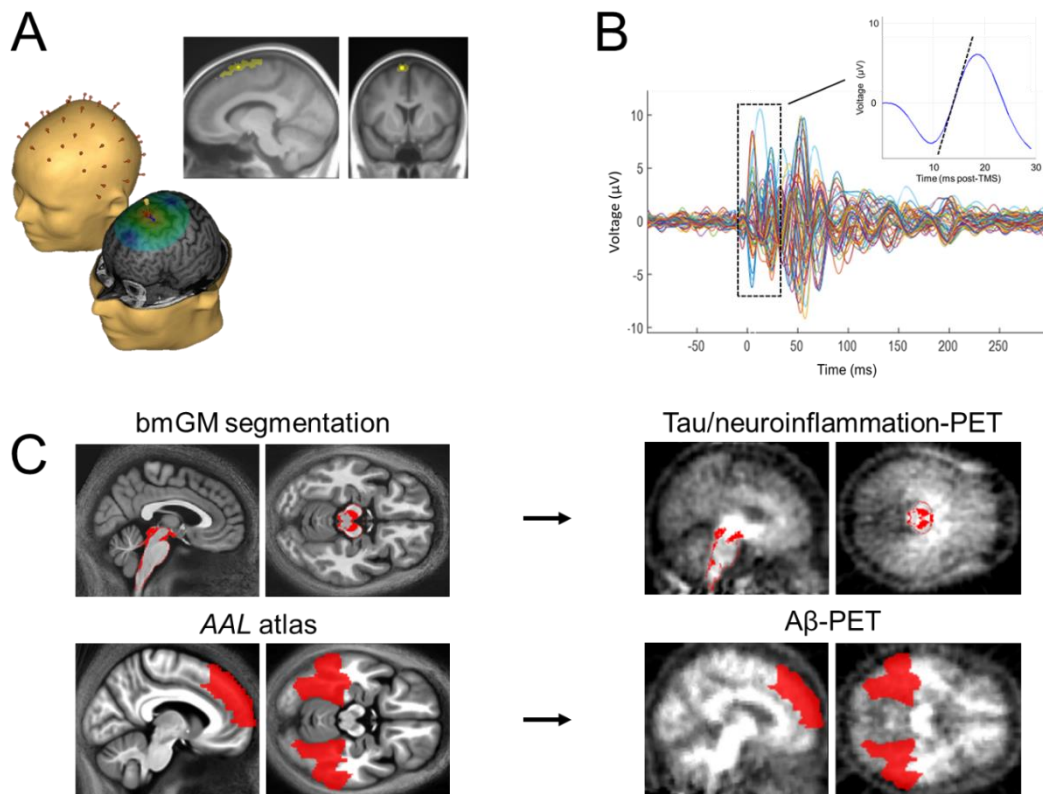 A
B
10
Voltage (µV)
0
10
20
30
Time (ms post-TMS)
10
5
0
-5
-10
Voltage (µV)
-50
0
50
100
150
200
250
Time (ms)
C
bmGM segmentation
Tau/neuroinflammation-PET
AAL atlas
Aβ-PET